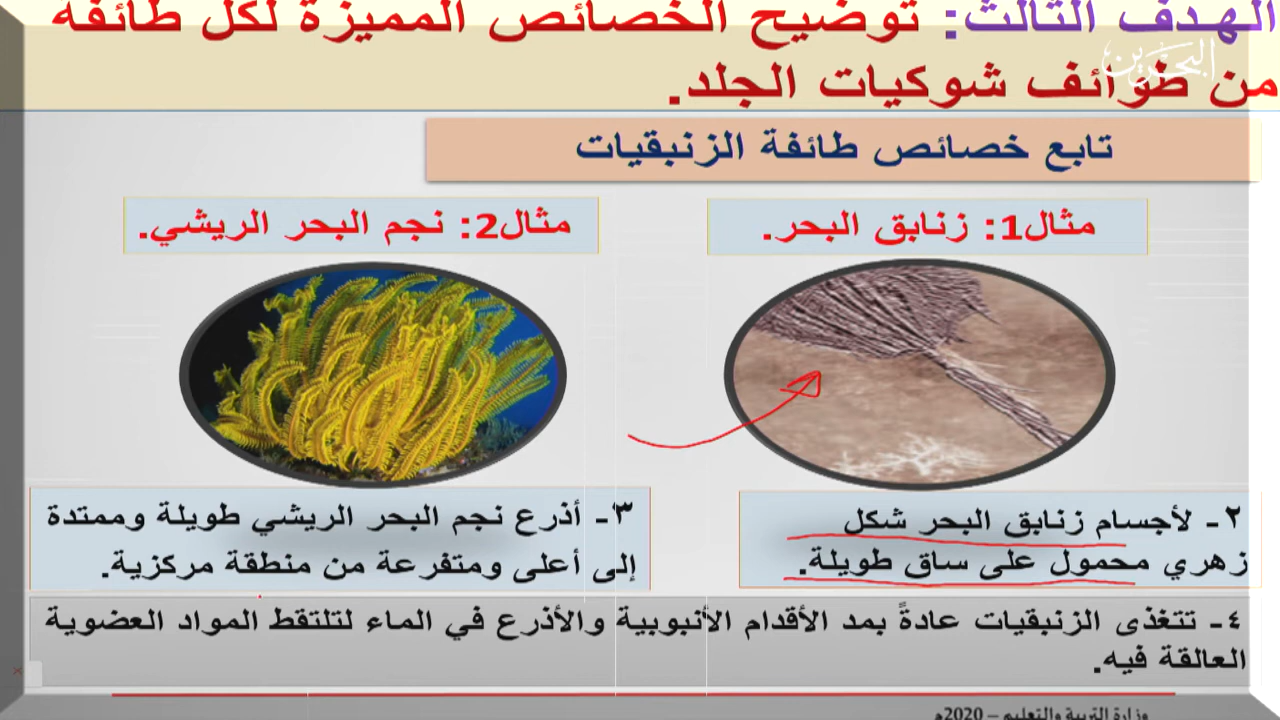 الهدف الثالث: توضيح الخصائص المميزة لكل طائفة
من طوائف شوكيات الجلد.
البحرين
تابع خصائص طائفة الزنبقيات
مثال1: زنابق البحر.
مثال2: نجم البحر الريشي.
٢- لأجسام زنابق البحر شكل
زهري محمول على ساق طويلة.
٣- أذرع نجم البحر الريشي طويلة وممتدة
إلى أعلى ومتفرعة من منطقة مركزية.
٤- تتغذى الزنبقيات عادةً بمد الأقدام الأنبوبية والأذرع في الماء لتلتقط المواد العضوية
العالقة فيه.
وزارة التربية والتعليم – 2020م